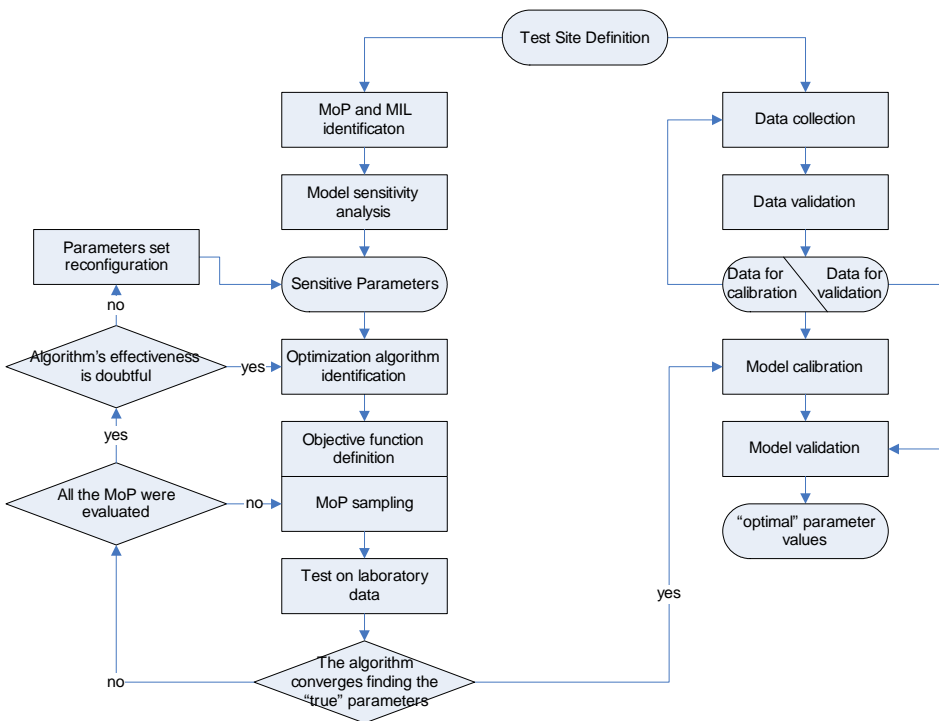 Test Site Definition
MoP and MIL
identificaton
Model sensitivity
analysis
Parameters set
reconfiguration
Sensitive Parameters
no
Algorithm's effectiveness
is doubtful
yes
Optimization algorithm
identification
yes
Objective function
definition
All the MoP were
evaluated
no
MoP sampling
Test on laboratory
data
The algorithm
converges finding the
"true" parameters
no
yes
Data collection
Data validation
Data for
calibration
Data for
validation
Model calibration
Model validation
“optimal” parameter
values